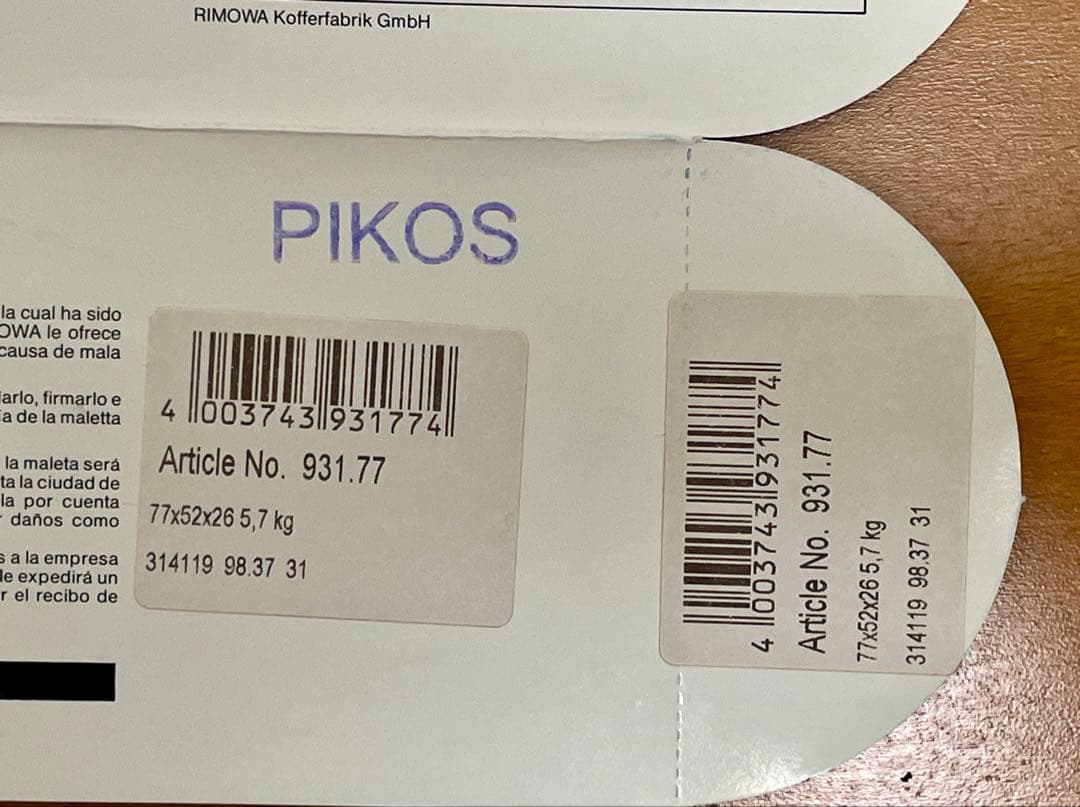 RIMOWA Kofferfabrik GmbH
PIKOS
la cual ha sido
OWA le ofrece
causa de mala
arlo, firmarlo e
a de la maletta
la maleta será
ta la ciudad de
la por cuenta
daños como
s a la empresa
le expedirá un
r el recibo de
4 003743 931774
Article No. 931.77
77x52x26 5,7 kg
314119 98.37 31
4 003743 931774
Article No. 931.77
77x52x26 5,7 kg
314119 98.37 31